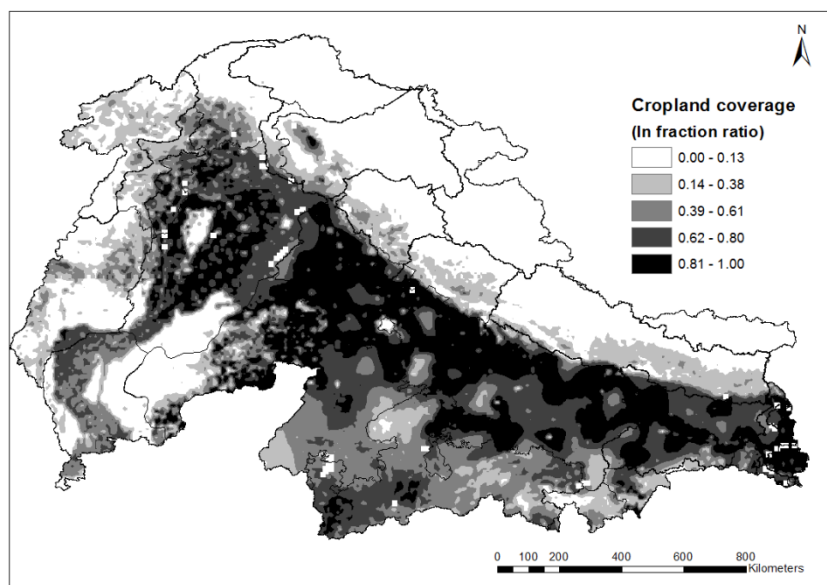 N
Cropland coverage
(In fraction ratio)
0.00 - 0.13
0.14 - 0.38
0.39 - 0.61
0.62 - 0.80
0.81 - 1.00
0 50 100 200 400 600 800
Kilometers